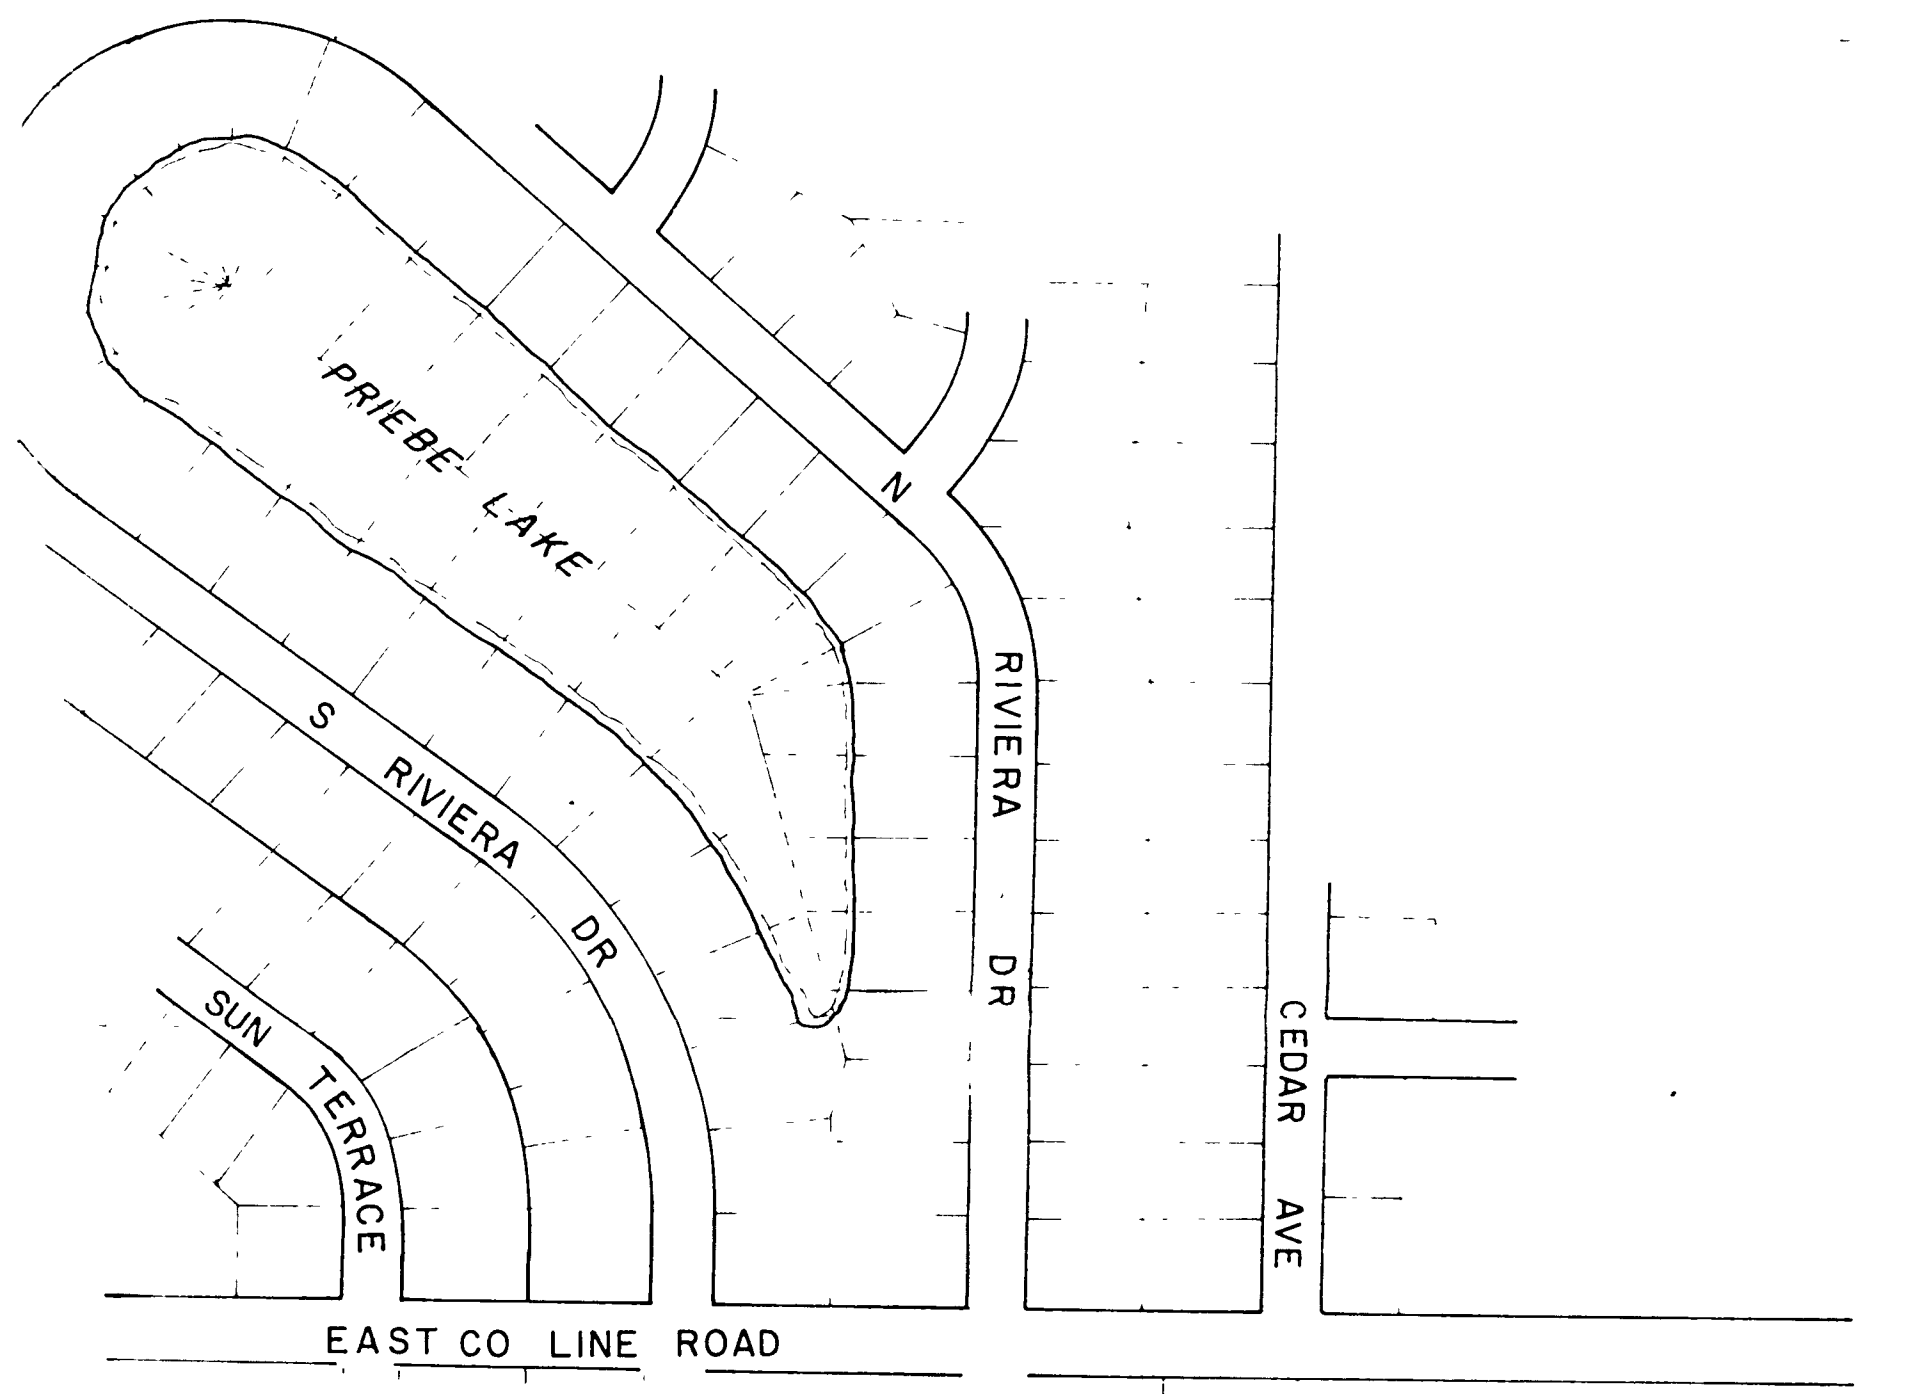 PRIEBE LAKE
N RIVIERA DR
S RIVIERA DR
SUN TERRACE
CEDAR AVE
EAST CO LINE ROAD